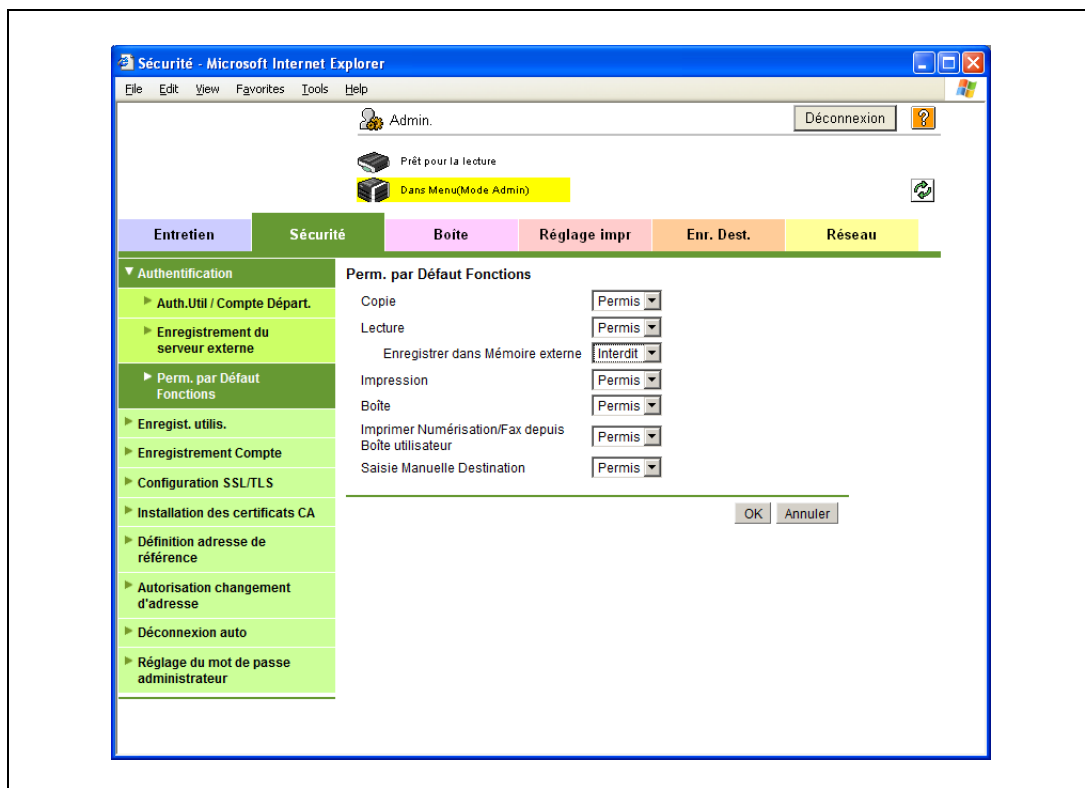 Sécurité - Microsoft Internet Explorer
File Edit View Favorites Tools Help
Admin.
Déconnexion
?
Prêt pour la lecture
Dans Menu(Mode Admin)
Entretien Sécurité Boîte Réglage impr Enr. Dest. Réseau
Authentification
Auth.Util / Compte Départ.
Enregistrement du
serveur externe
Perm. par Défaut
Fonctions
Enregist. utilis.
Enregistrement Compte
Configuration SSL/TLS
Installation des certificats CA
Définition adresse de
référence
Autorisation changement
d'adresse
Déconnexion auto
Réglage du mot de passe
administrateur
Perm. par Défaut Fonctions
Copie Permis
Lecture Permis
Enregistrer dans Mémoire externe Interdit
Impression Permis
Boîte Permis
Imprimer Numérisation/Fax depuis
Boîte utilisateur Permis
Saisie Manuelle Destination Permis
OK Annuler